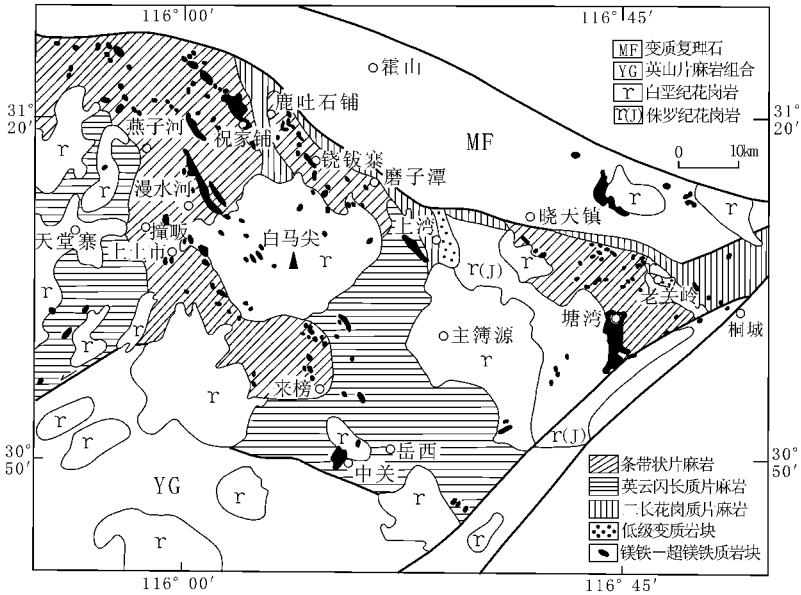 116° 00′
116° 45′
MF 变质复理石
YG 英山片麻岩组合
r 白垩纪花岗岩
r(J) 侏罗纪花岗岩
0 10km
31°
20′
31°
20′
霍山
鹿吐石铺
燕子河
祝家铺
MF
r
铙钹寨
磨子潭
r
漫水河
r
r
晓天镇
天堂寨
撞畈
白马尖
上湾
上土市
r
r
r(J)
老关岭
r
塘湾
桐城
r
r
主簿源
r
来榜
r
r
r
r
r(J)
岳西
中关
30°
50′
30°
50′
YG
r
r
r
r
条带状片麻岩
英云闪长质片麻岩
二长花岗质片麻岩
低级变质岩块
镁铁—超镁铁质岩块
116° 00′
116° 45′